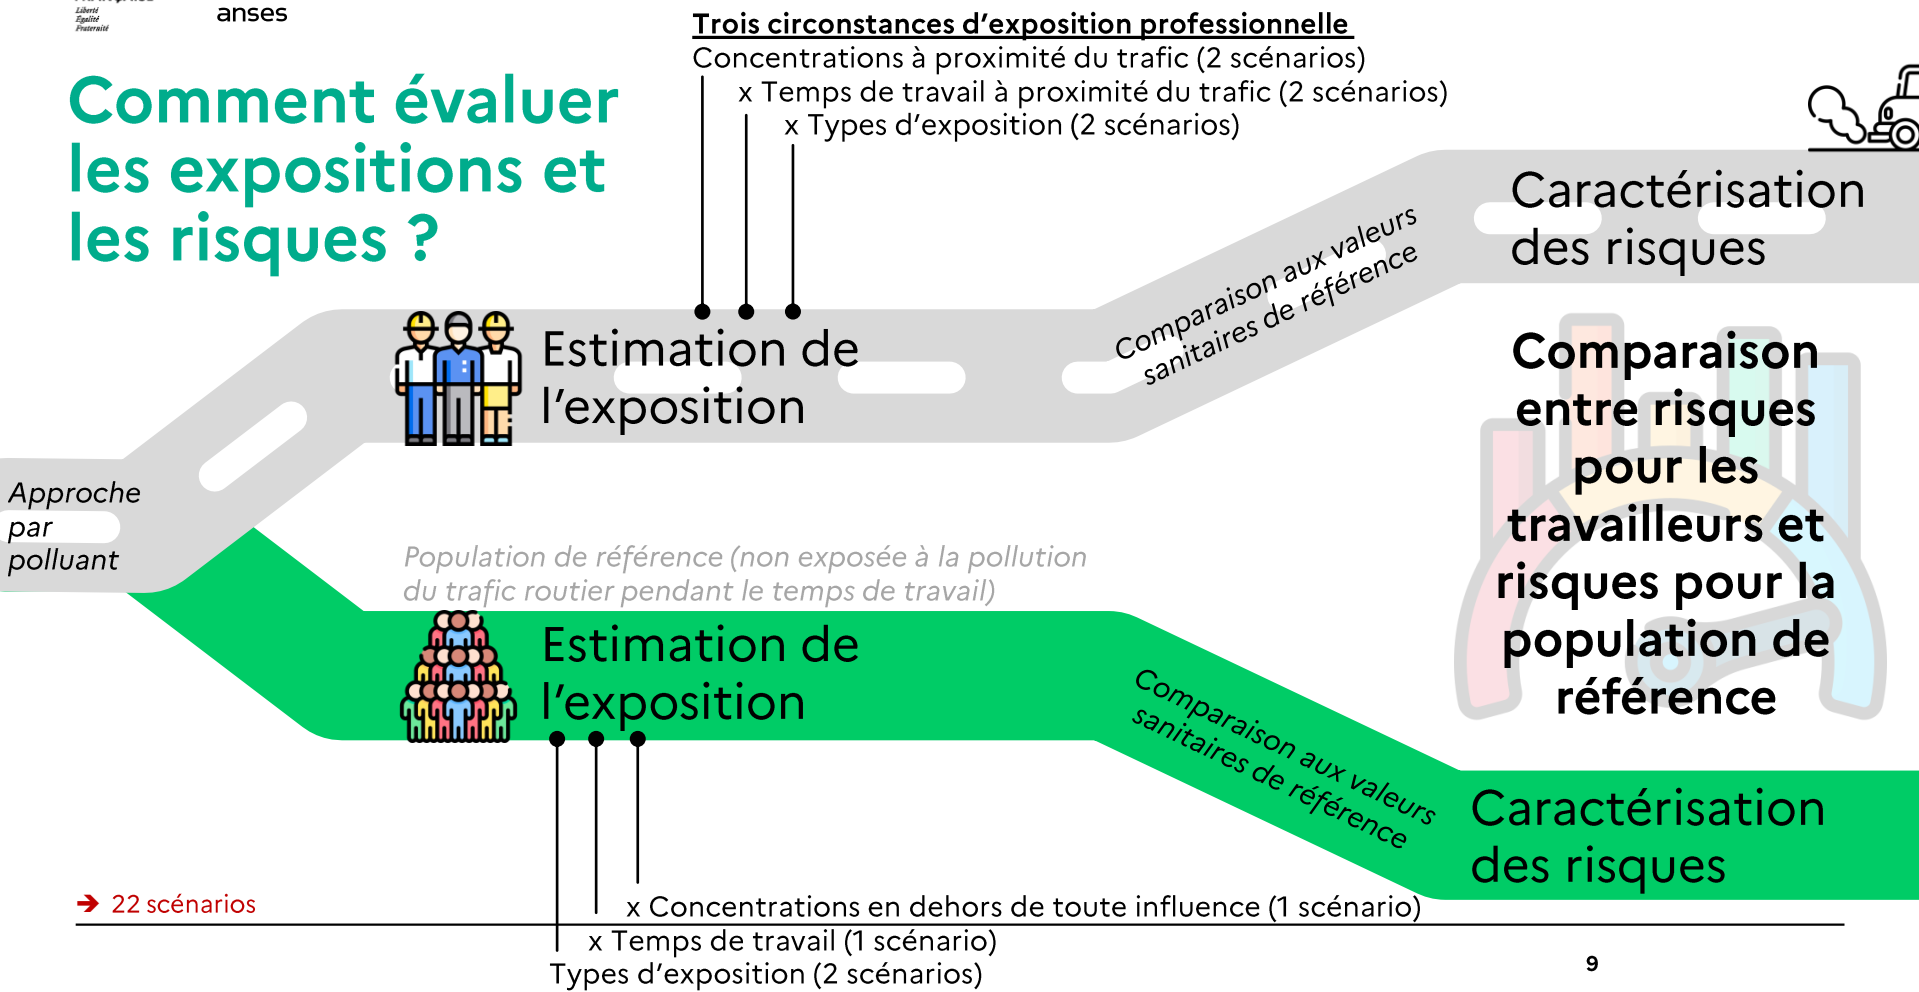 Liberté
Égalité
Fraternité
anses
Comment évaluer
les expositions et
les risques ?
Trois circonstances d’exposition professionnelle
Concentrations à proximité du trafic (2 scénarios)
x Temps de travail à proximité du trafic (2 scénarios)
x Types d’exposition (2 scénarios)
Caractérisation
des risques
Comparaison aux valeurs
sanitaires de référence
Estimation de
l’exposition
Approche
par
polluant
Comparaison
entre risques
pour les
travailleurs et
risques pour la
population de
référence
Population de référence (non exposée à la pollution
du trafic routier pendant le temps de travail)
Estimation de
l’exposition
Comparaison aux valeurs
sanitaires de référence
Caractérisation
des risques
➔ 22 scénarios
x Concentrations en dehors de toute influence (1 scénario)
x Temps de travail (1 scénario)
Types d’exposition (2 scénarios)
9